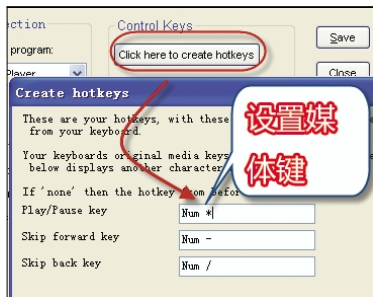 ction
Control Keys
program:
Click here to create hotkeys
Save
Player
Close
Create hotkeys
These are your hotkeys, with these
from your keyboard.
Your keyboards original media keys
below displays another character
If 'none' then the hotkey from befor
设置媒
体键
Play/Pause key
Num *
Skip forward key
Num -
Skip back key
Num /